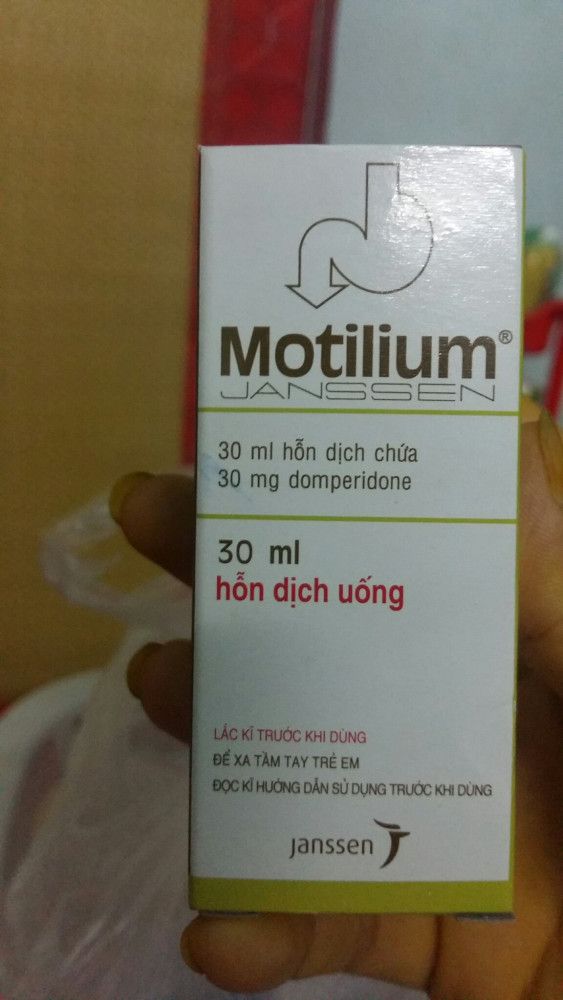 Motilium®
JANSSEN
30 ml hỗn dịch chứa
30 mg domperidone
30 ml
hỗn dịch uống
LẮC KĨ TRƯỚC KHI DÙNG
ĐỂ XA TẦM TAY TRẺ EM
ĐỌC KĨ HƯỚNG DẪN SỬ DỤNG TRƯỚC KHI DÙNG
janssen